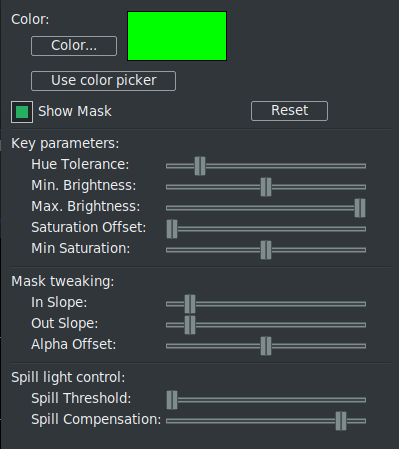 Color:
Color...
Use color picker
Show Mask Reset
Key parameters:
Hue Tolerance:
Min. Brightness:
Max. Brightness:
Saturation Offset:
Min Saturation:
Mask tweaking:
In Slope:
Out Slope:
Alpha Offset:
Spill light control:
Spill Threshold:
Spill Compensation: